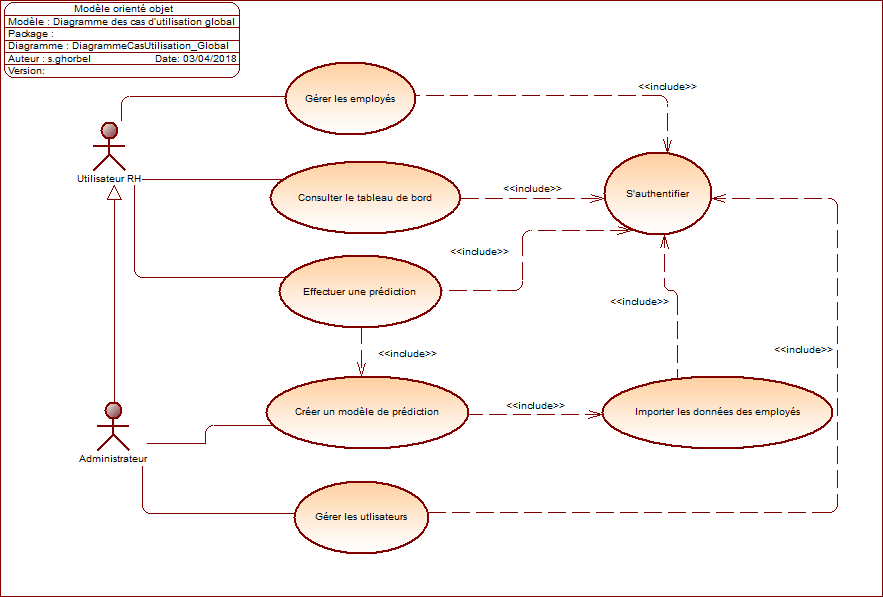 Modèle orienté objet
Modèle : Diagramme des cas d'utilisation global
Package :
Diagramme : DiagrammeCasUtilisation_Global
Auteur : s.ghorbel Date: 03/04/2018
Version:
Gérer les employés
<<include>>
Utilisateur RH
Consulter le tableau de bord
<<include>>
S'authentifier
<<include>>
Effectuer une prédiction
<<include>>
<<include>>
<<include>>
Créer un modèle de prédiction
<<include>>
Importer les données des employés
Administrateur
Gérer les utlisateurs